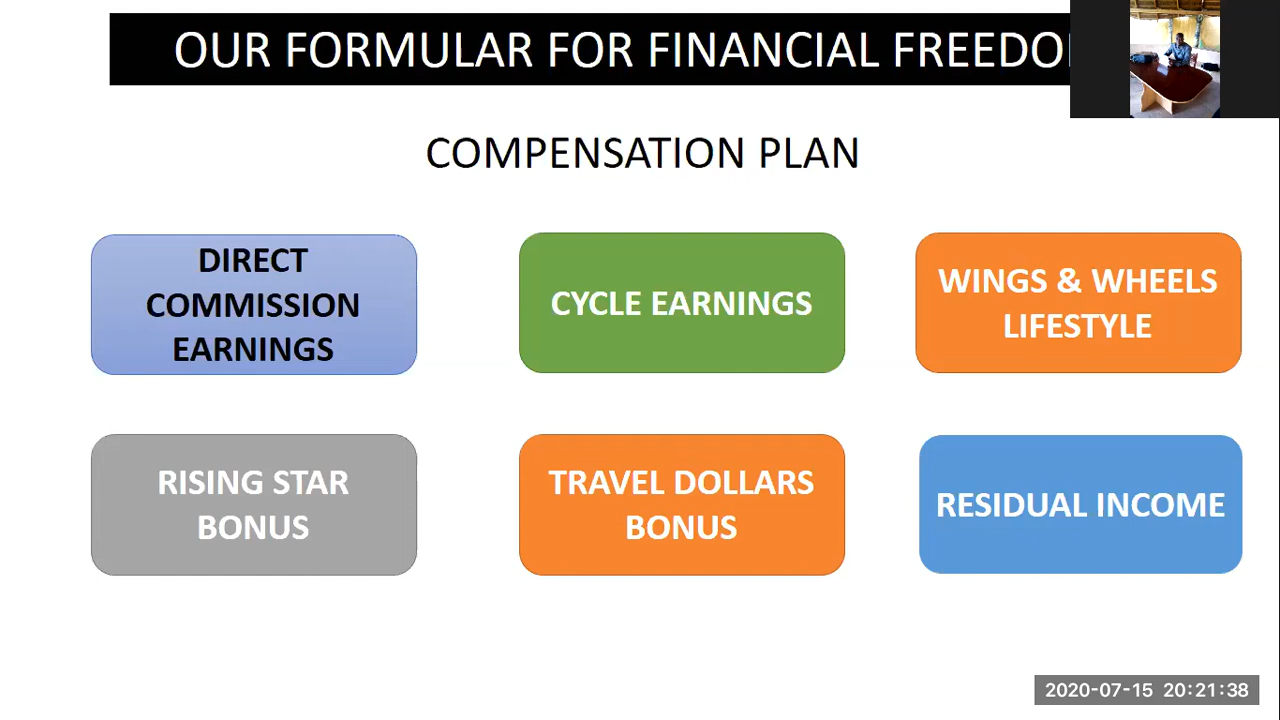 OUR FORMULAR FOR FINANCIAL
COMPENSATION PLAN
DIRECT
COMMISSION
EARNINGS
CYCLE EARNINGS
WINGS & WHEELS
LIFESTYLE
RISING STAR
BONUS
TRAVEL DOLLARS
BONUS
RESIDUAL INCOME
2020-07-15 20:21:38